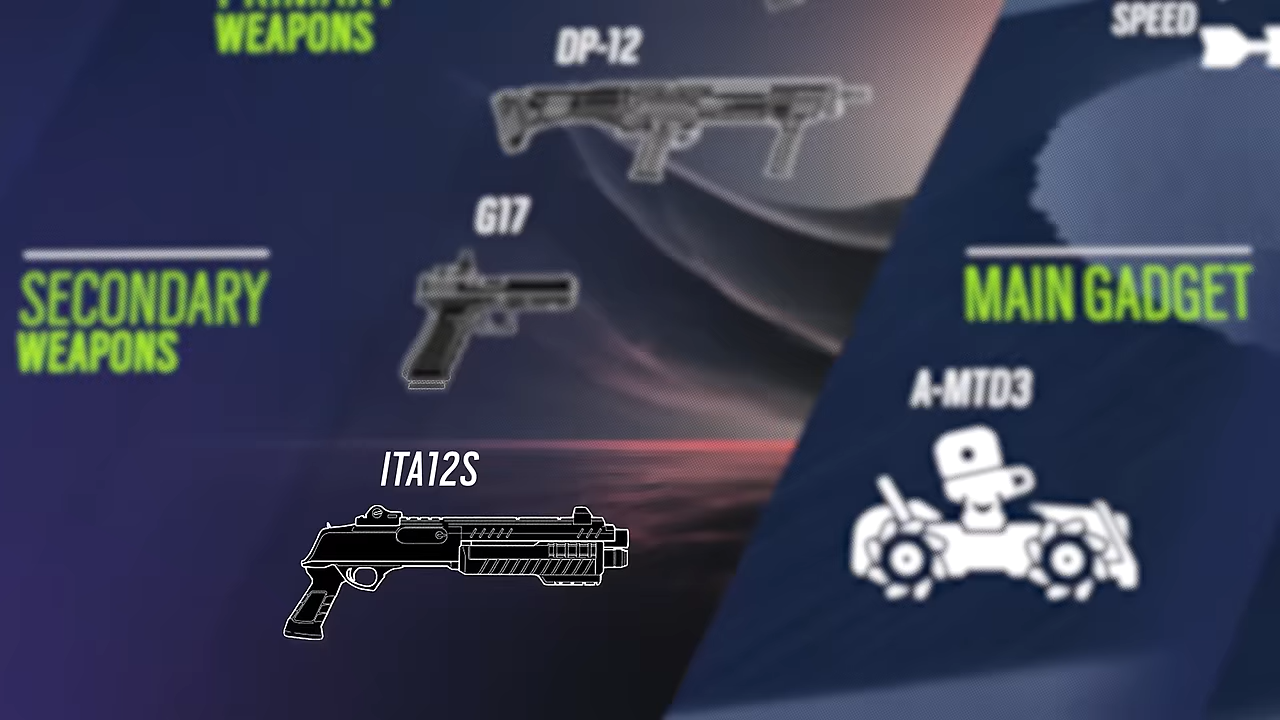 WEAPONS
DP-12
SPEED
G17
SECONDARY
WEAPONS
MAIN GADGET
A-MTD3
ITA12S